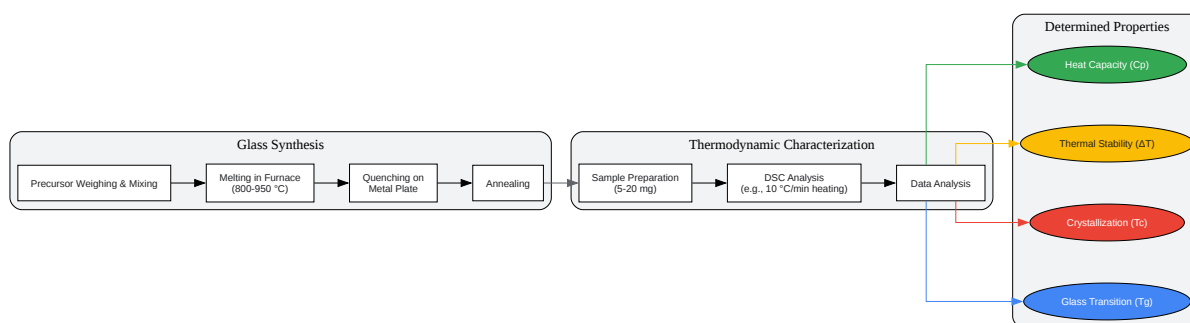 Glass Synthesis
Precursor Weighing & Mixing
Melting in Furnace
(800-950 °C)
Quenching on
Metal Plate
Annealing
Thermodynamic Characterization
Sample Preparation
(5-20 mg)
DSC Analysis
(e.g., 10 °C/min heating)
Data Analysis
Determined Properties
Heat Capacity (Cp)
Thermal Stability (ΔT)
Crystallization (Tc)
Glass Transition (Tg)